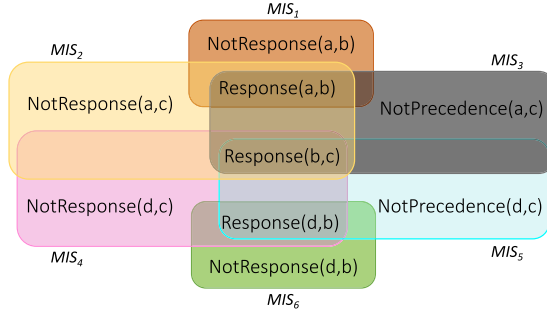 MIS1
NotResponse(a,b)
MIS2
MIS3
Response(a,b)
NotResponse(a,c)
NotPrecedence(a,c)
Response(b,c)
NotResponse(d,c)
NotPrecedence(d,c)
Response(d,b)
MIS4
MIS5
NotResponse(d,b)
MIS6